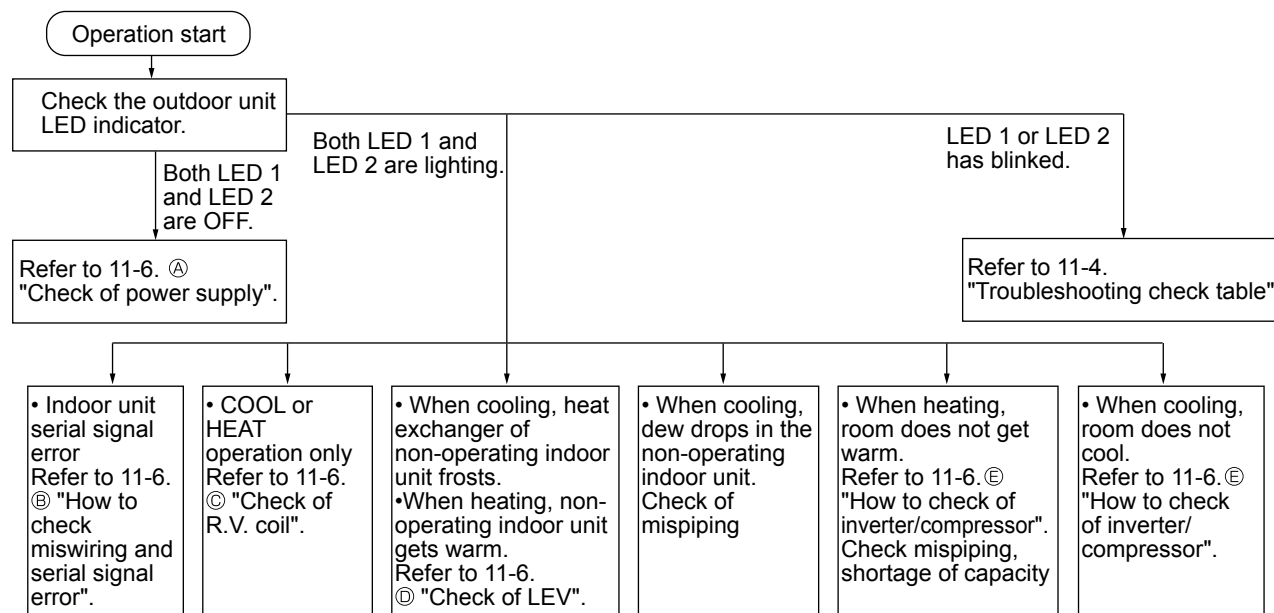 Operation start
Check the outdoor unit
LED indicator.
Both LED 1
and LED 2
are OFF.
Both LED 1 and
LED 2 are lighting.
LED 1 or LED 2
has blinked.
Refer to 11-6. Ⓐ
"Check of power supply".
Refer to 11-4.
"Troubleshooting check table"
• Indoor unit
serial signal
error
Refer to 11-6.
Ⓑ "How to
check
miswiring and
serial signal
error".
• COOL or
HEAT
operation only
Refer to 11-6.
Ⓒ "Check of
R.V. coil".
• When cooling, heat
exchanger of
non-operating indoor
unit frosts.
•When heating, non-
operating indoor unit
gets warm.
Refer to 11-6.
Ⓓ "Check of LEV".
• When cooling,
dew drops in the
non-operating
indoor unit.
Check of
mispiping
• When heating,
room does not get
warm.
Refer to 11-6. Ⓔ
"How to check of
inverter/compressor".
Check mispiping,
shortage of capacity
• When cooling,
room does not
cool.
Refer to 11-6. Ⓔ
"How to check
of inverter/
compressor".